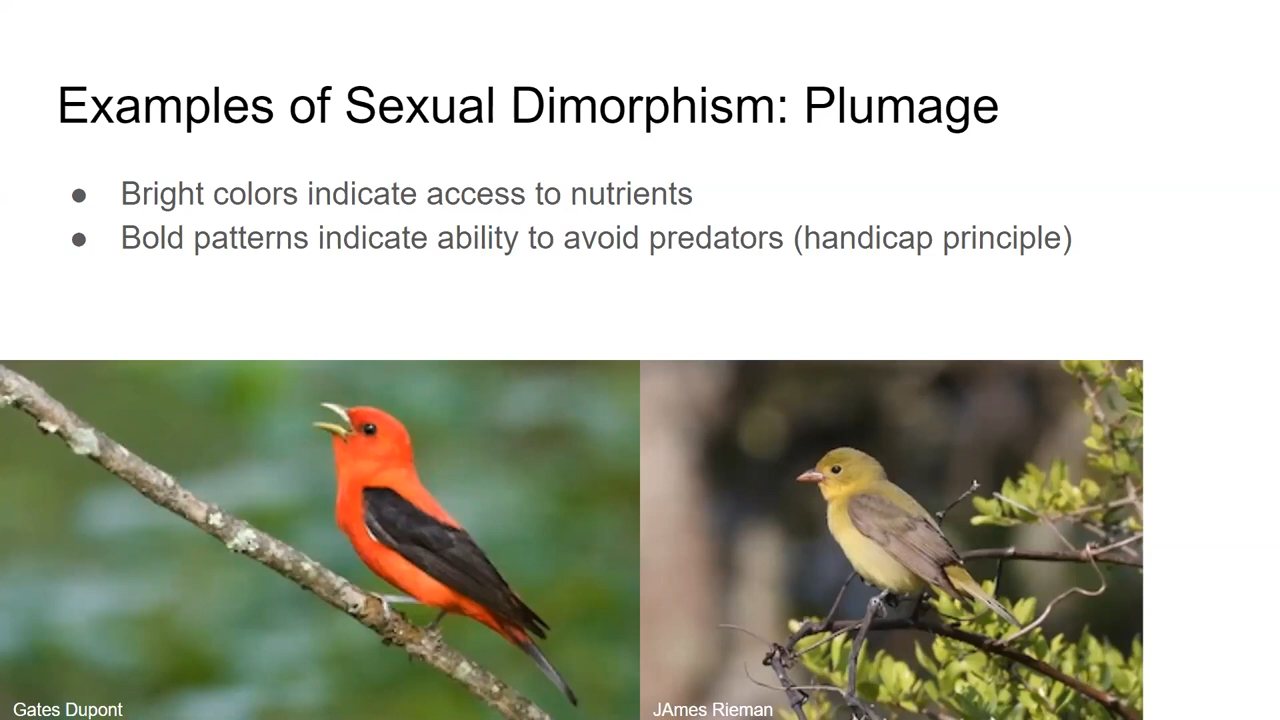 Examples of Sexual Dimorphism: Plumage
● Bright colors indicate access to nutrients
● Bold patterns indicate ability to avoid predators (handicap principle)
Gates Dupont
JAmes Rieman